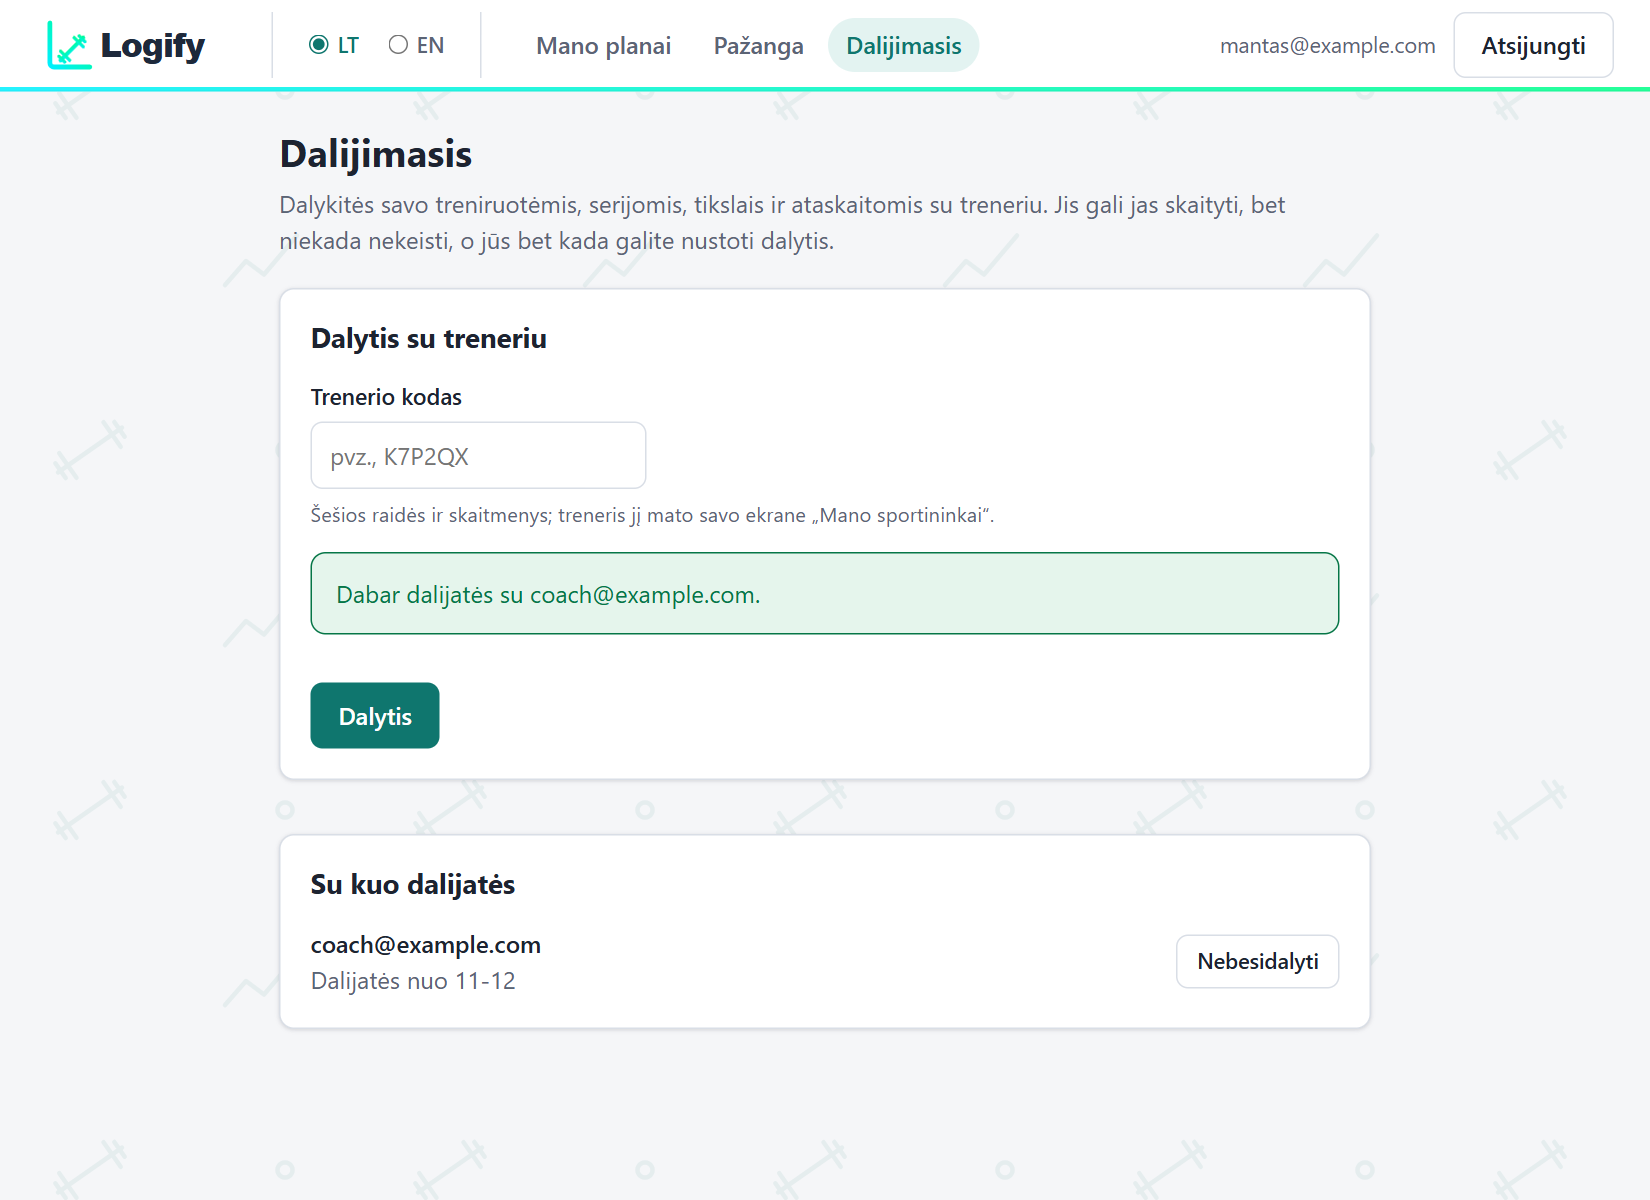 Logify
LT
EN
Mano planai
Pažanga
Dalijimasis
mantas@example.com
Atsijungti
Dalijimasis
Dalykitės savo treniruotėmis, serijomis, tikslais ir ataskaitomis su treneriu. Jis gali jas skaityti, bet
niekada nekeisti, o jūs bet kada galite nustoti dalytis.
Dalytis su treneriu
Trenerio kodas
pvz., K7P2QX
Šešios raidės ir skaitmenys; treneris jį mato savo ekrane „Mano sportininkai“.
Dabar dalijatės su coach@example.com.
Dalytis
Su kuo dalijatės
coach@example.com
Dalijatės nuo 11-12
Nebesidalyti